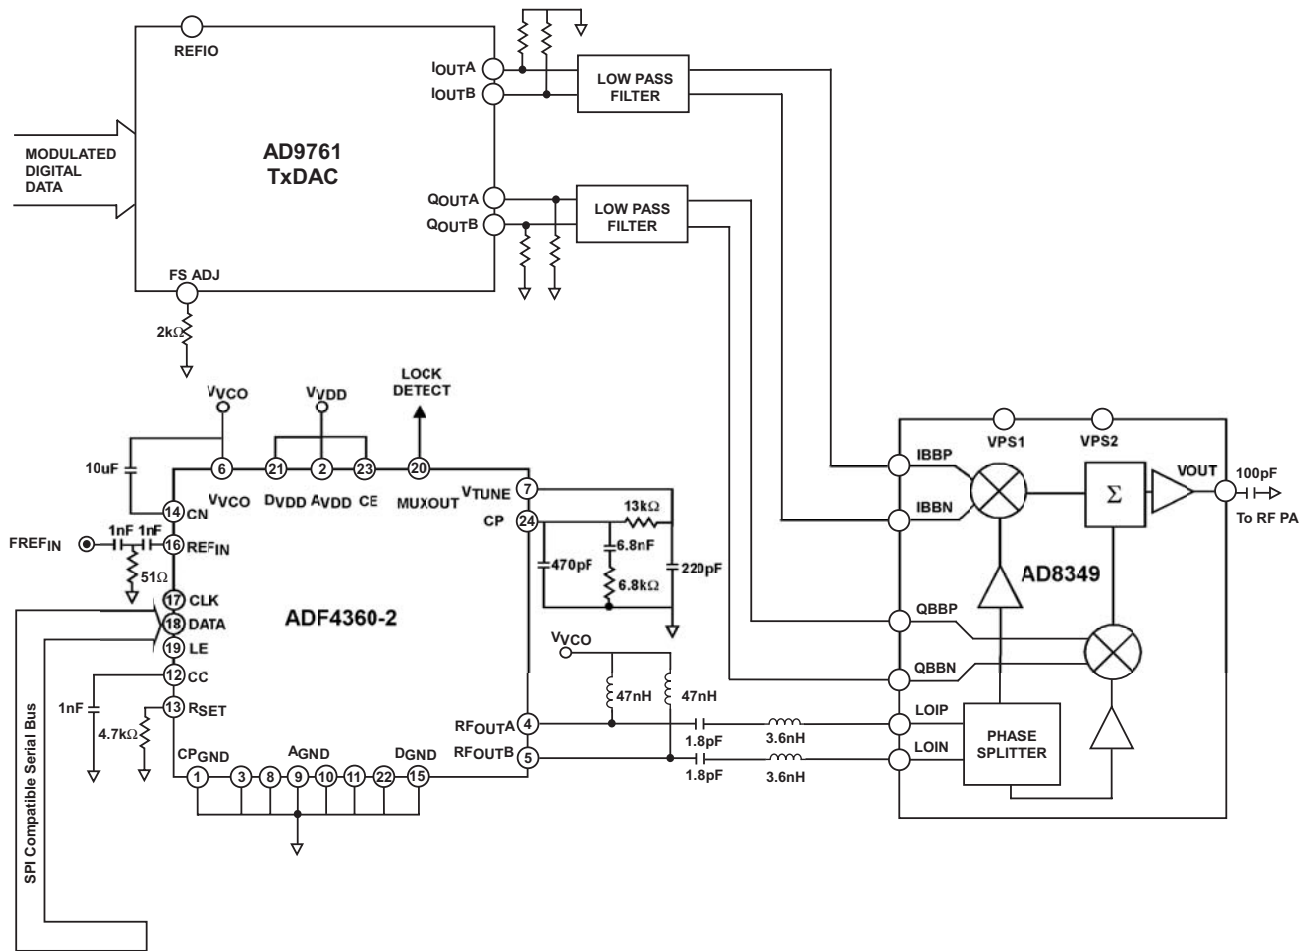 REFIO
IOUTA
IOUTB
LOW PASS
FILTER
MODULATED
DIGITAL
DATA
AD9761
TxDAC
QOUTA
QOUTB
LOW PASS
FILTER
FS ADJ
2kΩ
VVCO
VVDD
LOCK
DETECT
10uF
6
21
2
23
20
VVCO
DVDD
AVDD
CE
MUXOUT
VTUNE
7
14
CN
CP
24
13kΩ
FREFIN
1nF
1nF
16
REFIN
51Ω
470pF
6.8nF
6.8kΩ
220pF
17
CLK
18
DATA
19
LE
12
CC
13
RSET
1nF
4.7kΩ
ADF4360-2
VVCO
47nH
47nH
RFOUTA
4
1.8pF
3.6nH
RFOUTB
5
1.8pF
3.6nH
CPGND
AGND
DGND
1
3
8
9
10
11
22
15
SPI Compatible Serial Bus
VPS1
VPS2
IBBP
IBBN
Σ
VOUT
100pF
To RF PA
AD8349
QBBP
QBBN
LOIP
LOIN
PHASE
SPLITTER